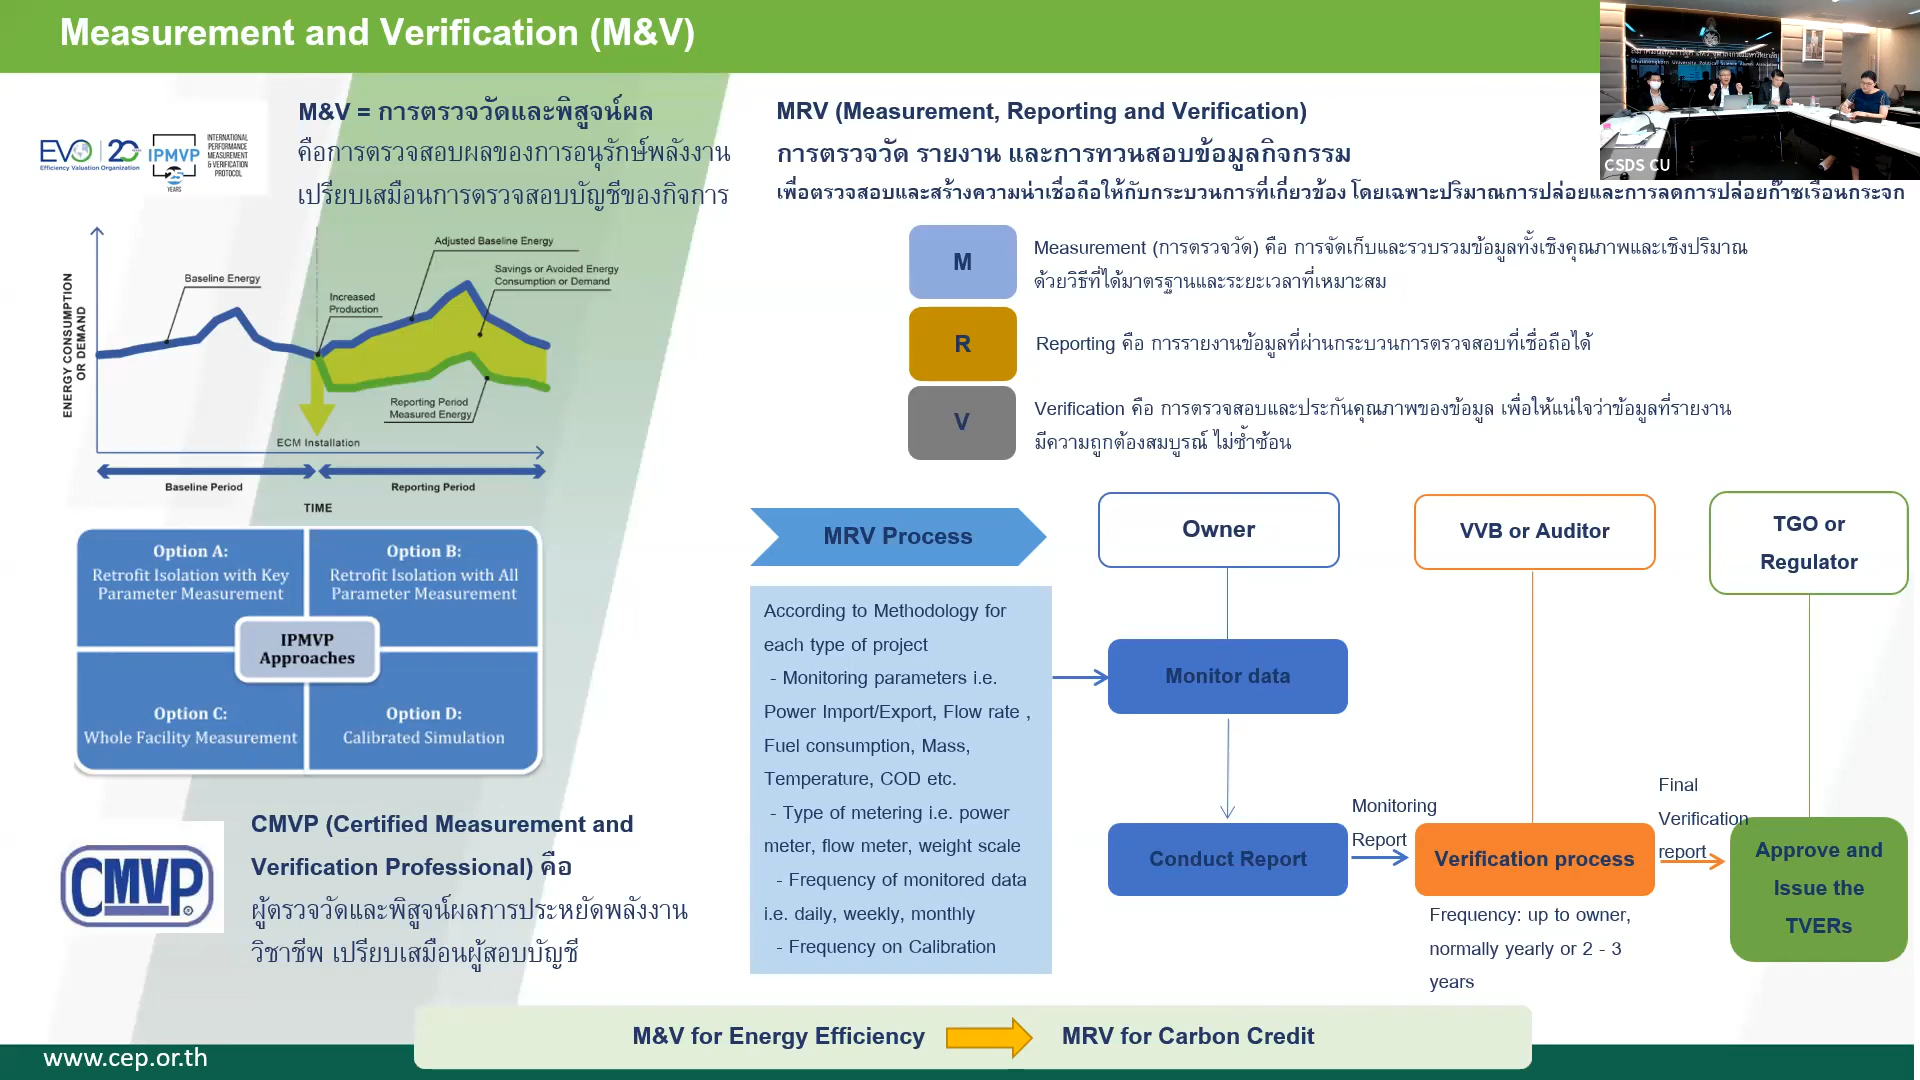 Measurement and Verification (M&V)
EVO
20
Efficiency Valuation Organization
IPMVP
YEARS
INTERNATIONAL
PERFORMANCE
MEASUREMENT
& VERIFICATION
PROTOCOL
M&V = การตรวจวัดและพิสูจน์ผล
คือการตรวจสอบผลของการอนุรักษ์พลังงาน
เปรียบเสมือนการตรวจสอบบัญชีของกิจการ
ENERGY CONSUMPTION
OR DEMAND
Baseline Energy
Increased
Production
Adjusted Baseline Energy
Savings or Avoided Energy
Consumption or Demand
Reporting Period
Measured Energy
ECM Installation
Baseline Period
Reporting Period
TIME
Option A:
Retrofit Isolation with Key
Parameter Measurement
Option B:
Retrofit Isolation with All
Parameter Measurement
IPMVP
Approaches
Option C:
Whole Facility Measurement
Option D:
Calibrated Simulation
CMVP
®
CMVP (Certified Measurement and
Verification Professional) คือ
ผู้ตรวจวัดและพิสูจน์ผลการประหยัดพลังงาน
วิชาชีพ เปรียบเสมือนผู้สอบบัญชี
MRV (Measurement, Reporting and Verification)
การตรวจวัด รายงาน และการทวนสอบข้อมูลกิจกรรม
เพื่อตรวจสอบและสร้างความน่าเชื่อถือให้กับกระบวนการที่เกี่ยวข้อง โดยเฉพาะปริมาณการปล่อยและการลดการปล่อยก๊าซเรือนกระจก
M
Measurement (การตรวจวัด) คือ การจัดเก็บและรวบรวมข้อมูลทั้งเชิงคุณภาพและเชิงปริมาณ
ด้วยวิธีที่ได้มาตรฐานและระยะเวลาที่เหมาะสม
R
Reporting คือ การรายงานข้อมูลที่ผ่านกระบวนการตรวจสอบที่เชื่อถือได้
V
Verification คือ การตรวจสอบและประกันคุณภาพของข้อมูล เพื่อให้แน่ใจว่าข้อมูลที่รายงาน
มีความถูกต้องสมบูรณ์ ไม่ซ้ำซ้อน
MRV Process
Owner
VVB or Auditor
TGO or
Regulator
According to Methodology for
each type of project
- Monitoring parameters i.e.
Power Import/Export, Flow rate ,
Fuel consumption, Mass,
Temperature, COD etc.
- Type of metering i.e. power
meter, flow meter, weight scale
- Frequency of monitored data
i.e. daily, weekly, monthly
- Frequency on Calibration
Monitor data
Conduct Report
Monitoring
Report
Verification process
Frequency: up to owner,
normally yearly or 2 - 3
years
Final
Verification
report
Approve and
Issue the
TVERs
M&V for Energy Efficiency
MRV for Carbon Credit
www.cep.or.th
Chulalongkorn University Political Science Alumni Association
CSDS CU